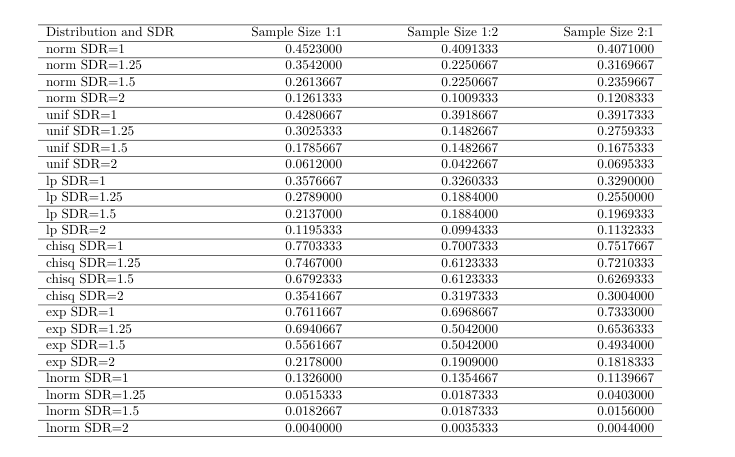 Distribution and SDR Sample Size 1:1 Sample Size 1:2 Sample Size 2:1
norm SDR=1 0.4523000 0.4091333 0.4071000
norm SDR=1.25 0.3542000 0.2250667 0.3169667
norm SDR=1.5 0.2613667 0.2250667 0.2359667
norm SDR=2 0.1261333 0.1009333 0.1208333
unif SDR=1 0.4280667 0.3918667 0.3917333
unif SDR=1.25 0.3025333 0.1482667 0.2759333
unif SDR=1.5 0.1785667 0.1482667 0.1675333
unif SDR=2 0.0612000 0.0422667 0.0695333
lp SDR=1 0.3576667 0.3260333 0.3290000
lp SDR=1.25 0.2789000 0.1884000 0.2550000
lp SDR=1.5 0.2137000 0.1884000 0.1969333
lp SDR=2 0.1195333 0.0994333 0.1132333
chisq SDR=1 0.7703333 0.7007333 0.7517667
chisq SDR=1.25 0.7467000 0.6123333 0.7210333
chisq SDR=1.5 0.6792333 0.6123333 0.6269333
chisq SDR=2 0.3541667 0.3197333 0.3004000
exp SDR=1 0.7611667 0.6968667 0.7333000
exp SDR=1.25 0.6940667 0.5042000 0.6536333
exp SDR=1.5 0.5561667 0.5042000 0.4934000
exp SDR=2 0.2178000 0.1909000 0.1818333
lnorm SDR=1 0.1326000 0.1354667 0.1139667
lnorm SDR=1.25 0.0515333 0.0187333 0.0403000
lnorm SDR=1.5 0.0182667 0.0187333 0.0156000
lnorm SDR=2 0.0040000 0.0035333 0.0044000